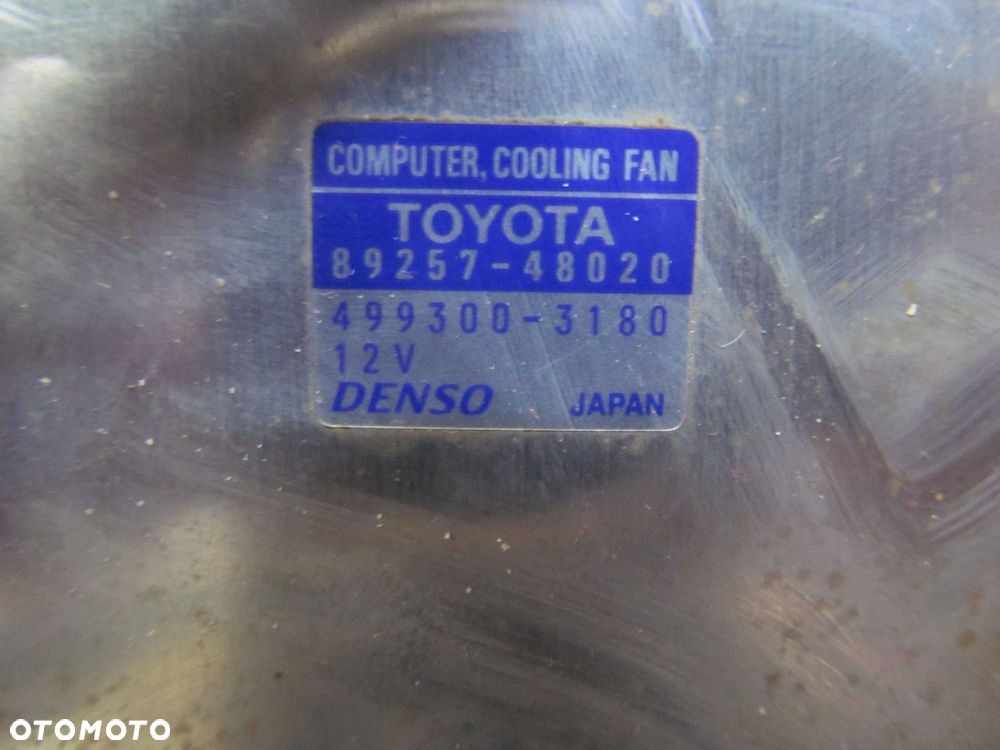 COMPUTER, COOLING FAN
TOYOTA
89257-48020
499300-3180
12V
DENSO JAPAN
OTOMOTO